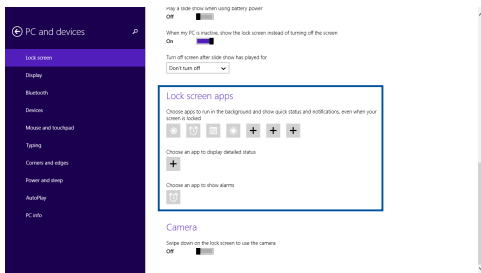 PC and devices
Lock screen
Display
Bluetooth
Devices
Mouse and touchpad
Typing
Corners and edges
Power and sleep
AutoPlay
PC info
Play a slide show when using battery power
Off
When my PC is inactive, show the lock screen instead of turning off the screen
On
Turn off screen after slide show has played for
Don't turn off
Lock screen apps
Choose apps to run in the background and show quick status and notifications, even when your
screen is locked
Choose an app to display detailed status
Choose an app to show alarms
Camera
Swipe down on the lock screen to use the camera
Off